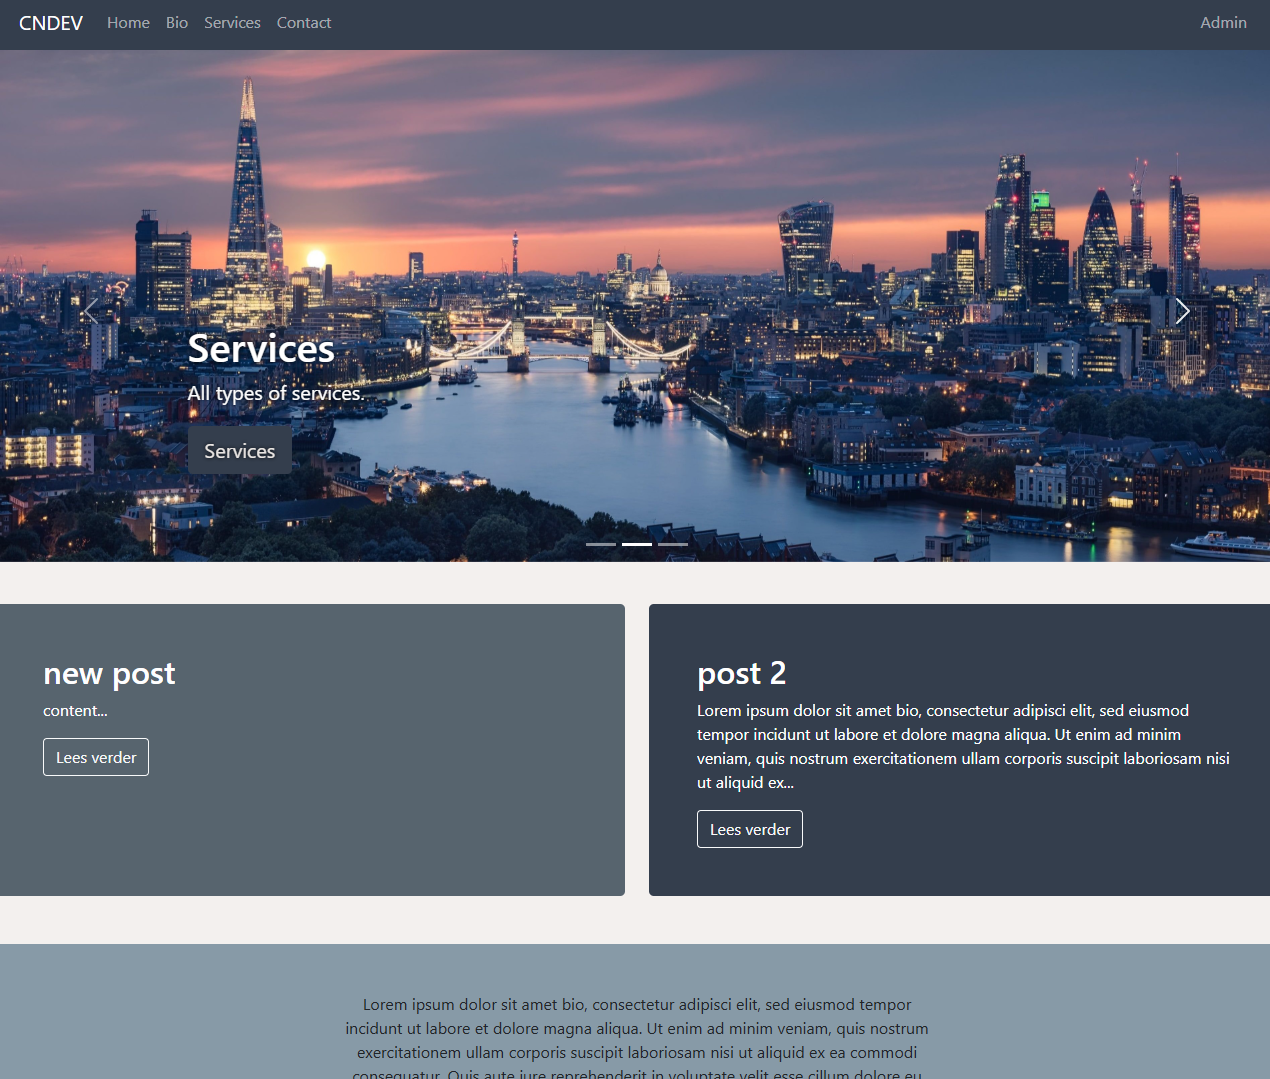 CNDEV Home Bio Services Contact Admin
Services
All types of services.
Services
new post
content...
Lees verder
post 2
Lorem ipsum dolor sit amet bio, consectetur adipisci elit, sed eiusmod
tempor incidunt ut labore et dolore magna aliqua. Ut enim ad minim
veniam, quis nostrum exercitationem ullam corporis suscipit laboriosam nisi
ut aliquid ex...
Lees verder
Lorem ipsum dolor sit amet bio, consectetur adipisci elit, sed eiusmod tempor
incidunt ut labore et dolore magna aliqua. Ut enim ad minim veniam, quis nostrum
exercitationem ullam corporis suscipit laboriosam nisi ut aliquid ex ea commodi
consequatur. Quis aute iure reprehenderit in voluptate velit esse cillum dolore eu